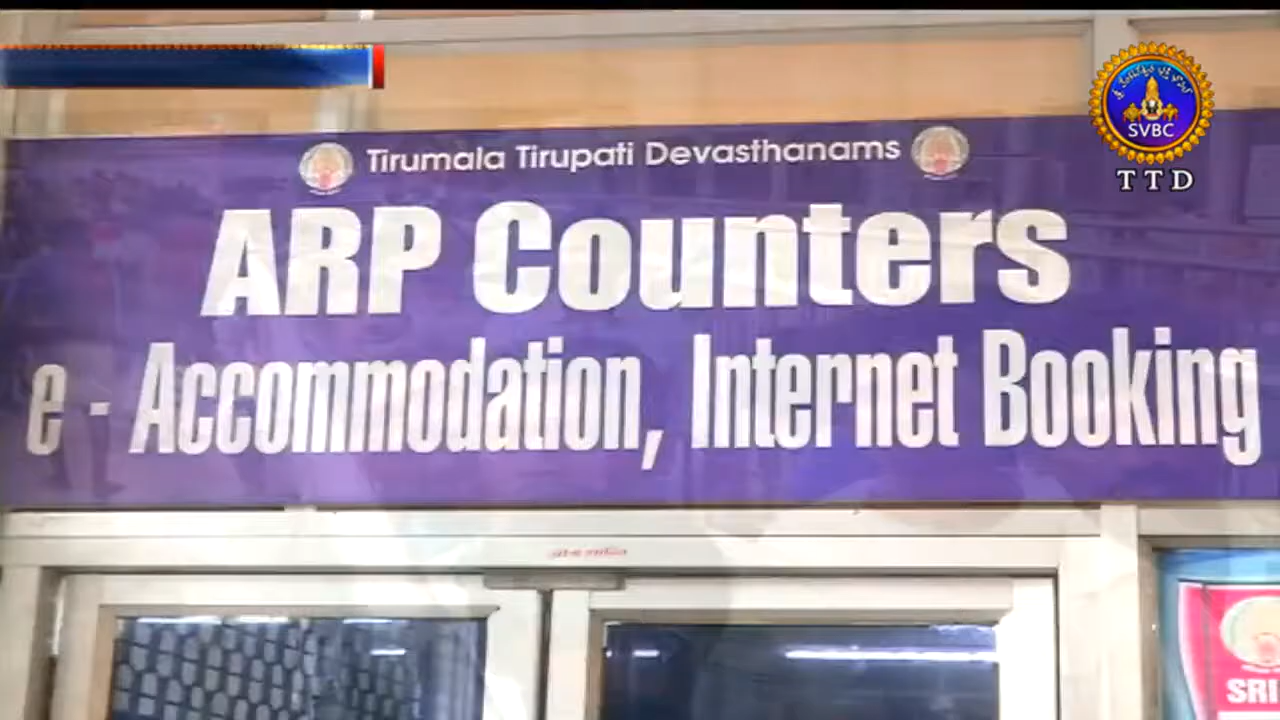 Tirumala Tirupati Devasthanams
ARP Counters
e - Accommodation, Internet Booking
SVBC
TTD
SRI